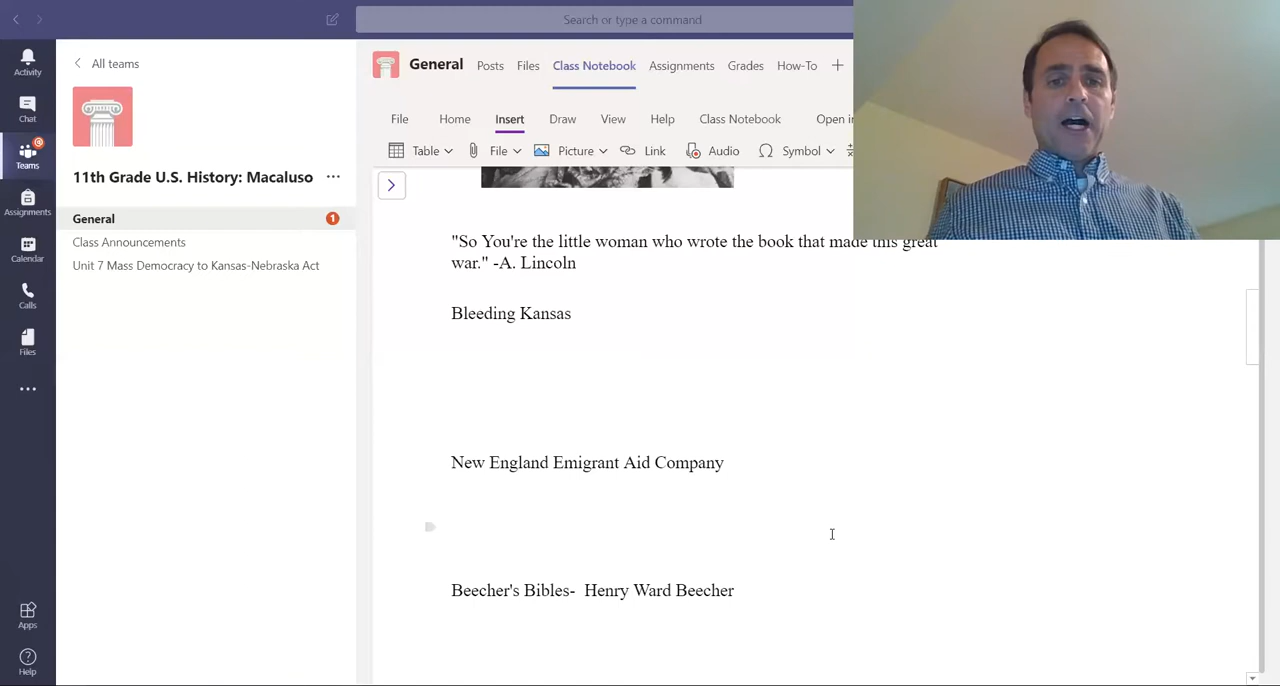 Search or type a command
Activity
Chat
Teams
Assignments
Calendar
Calls
Files
Apps
Help
All teams
11th Grade U.S. History: Macaluso
General 1
Class Announcements
Unit 7 Mass Democracy to Kansas-Nebraska Act
General Posts Files Class Notebook Assignments Grades How-To
File Home Insert Draw View Help Class Notebook Open in
Table File Picture Link Audio Symbol
"So You're the little woman who wrote the book that made this great
war." -A. Lincoln
Bleeding Kansas
New England Emigrant Aid Company
Beecher's Bibles- Henry Ward Beecher